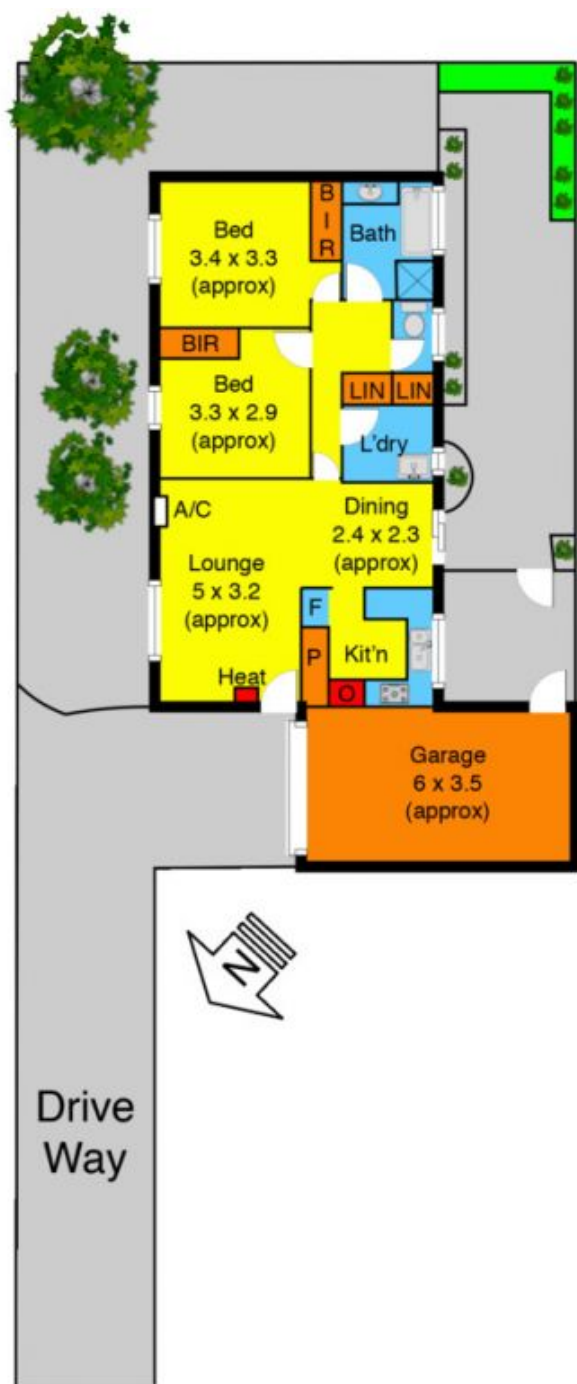 B
I
R
Bed
3.4 x 3.3
(approx)
Bath
BIR
Bed
3.3 x 2.9
(approx)
LIN
LIN
L'dry
A/C
Dining
2.4 x 2.3
(approx)
Lounge
5 x 3.2
(approx)
F
P
Kit'n
Heat
O
Garage
6 x 3.5
(approx)
N
Drive
Way